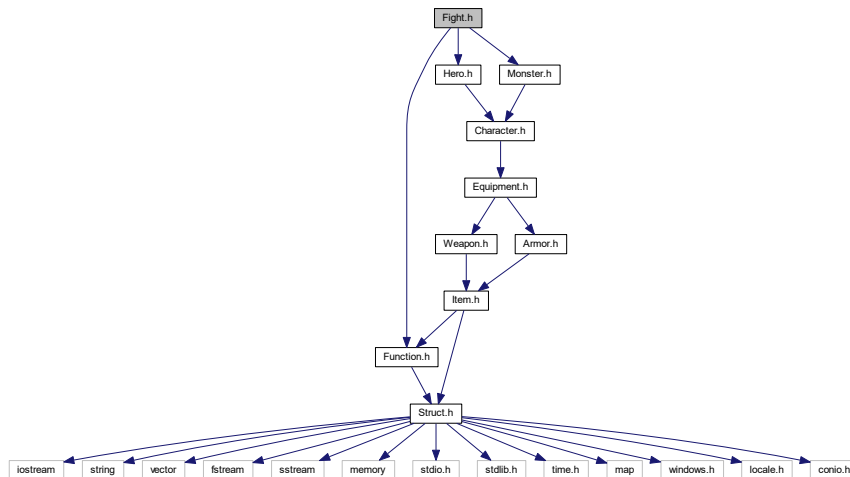 Fight.h
Hero.h
Monster.h
Character.h
Equipment.h
Weapon.h
Armor.h
Item.h
Function.h
Struct.h
iostream
string
vector
fstream
sstream
memory
stdio.h
stdlib.h
time.h
map
windows.h
locale.h
conio.h